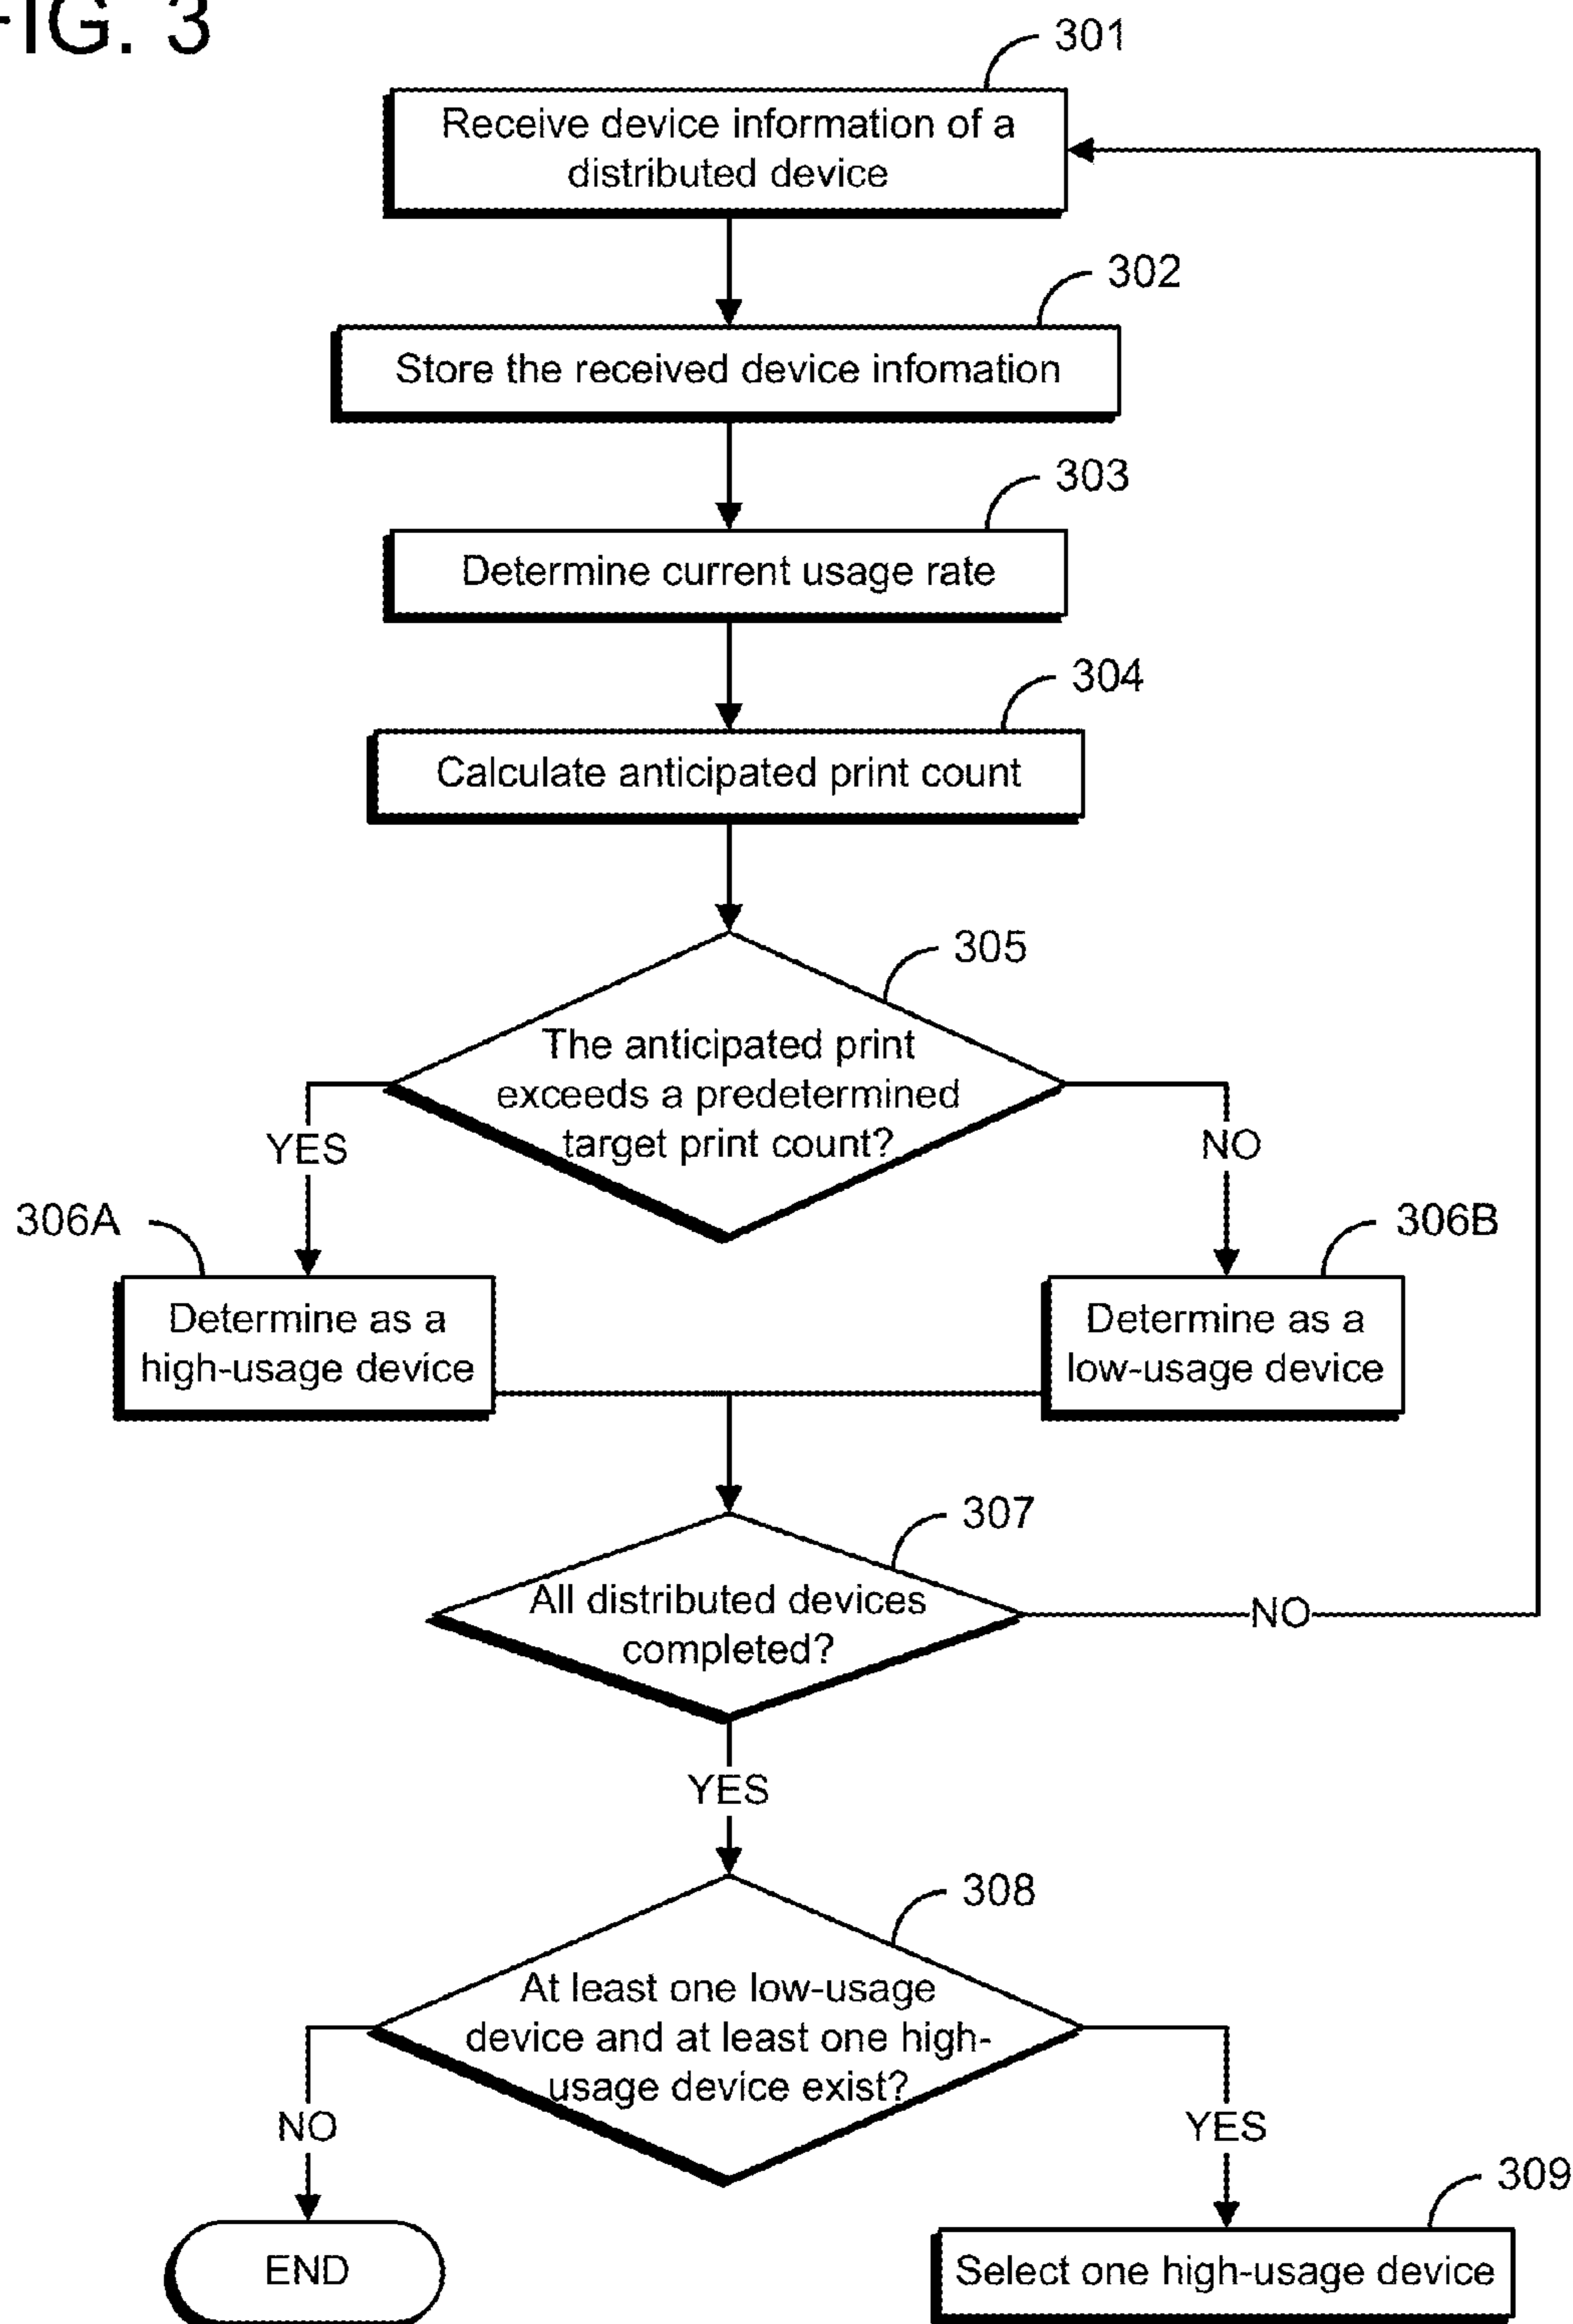 FIG. 3
301
Receive device information of a
distributed device
302
Store the received device infomation
303
Determine current usage rate
304
Calculate anticipated print count
305
The anticipated print
exceeds a predetermined
target print count?
YES
NO
306A
306B
Determine as a
high-usage device
Determine as a
low-usage device
307
All distributed devices
completed?
NO
YES
308
At least one low-usage
device and at least one high-
usage device exist?
NO
YES
309
END
Select one high-usage device